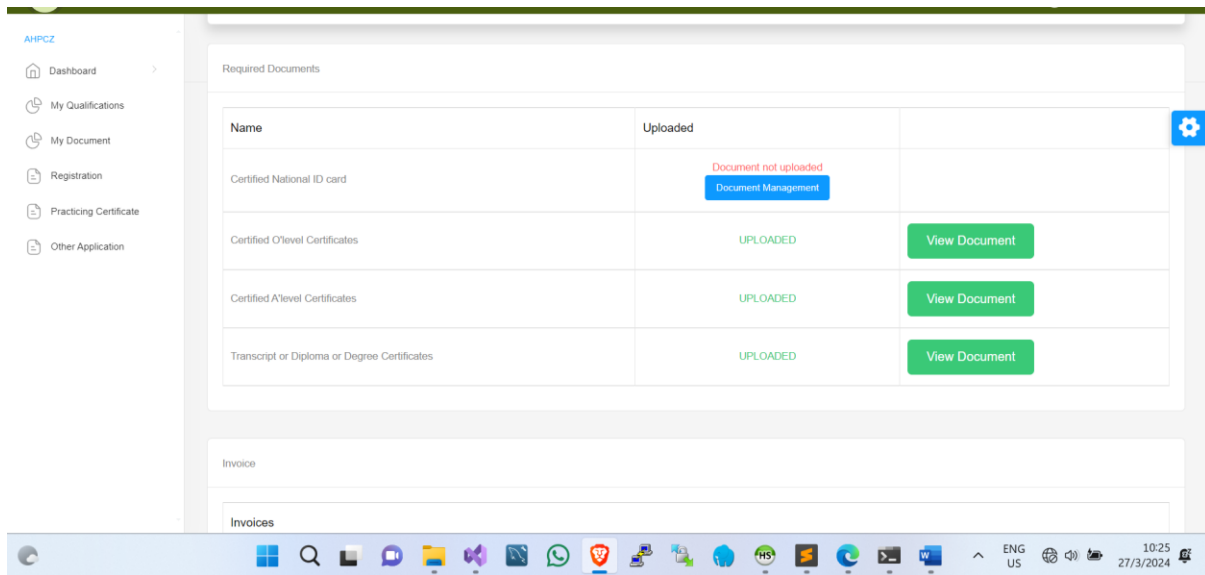 AHPCZ
Dashboard
My Qualifications
My Document
Registration
Practicing Certificate
Other Application
Required Documents
Name Uploaded
Certified National ID card Document not uploaded
Document Management
Certified O'level Certificates UPLOADED View Document
Certified A'level Certificates UPLOADED View Document
Transcript or Diploma or Degree Certificates UPLOADED View Document
Invoice
Invoices
HS
ENG
US
10:25
27/3/2024